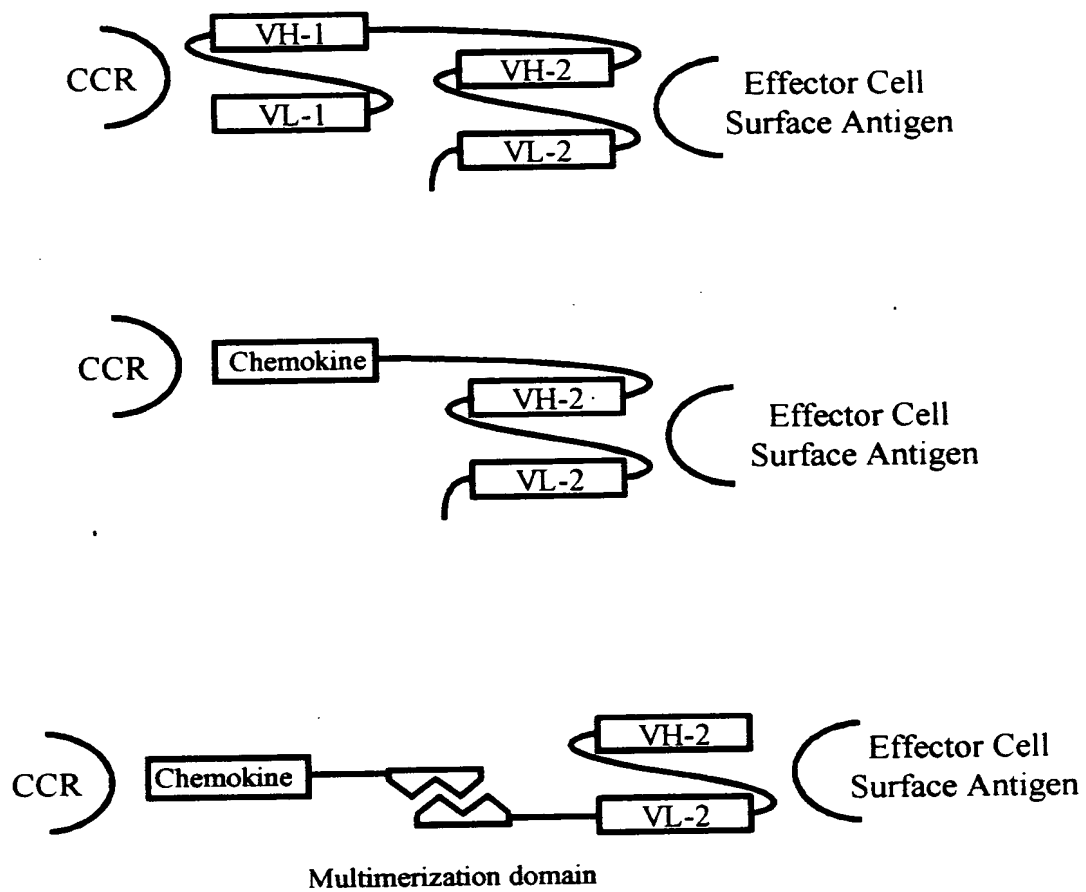 VH-1
CCR
VH-2
Effector Cell
Surface Antigen
VL-1
VL-2
CCR
Chemokine
VH-2
Effector Cell
Surface Antigen
VL-2
VH-2
Effector Cell
Surface Antigen
CCR
Chemokine
VL-2
Multimerization domain